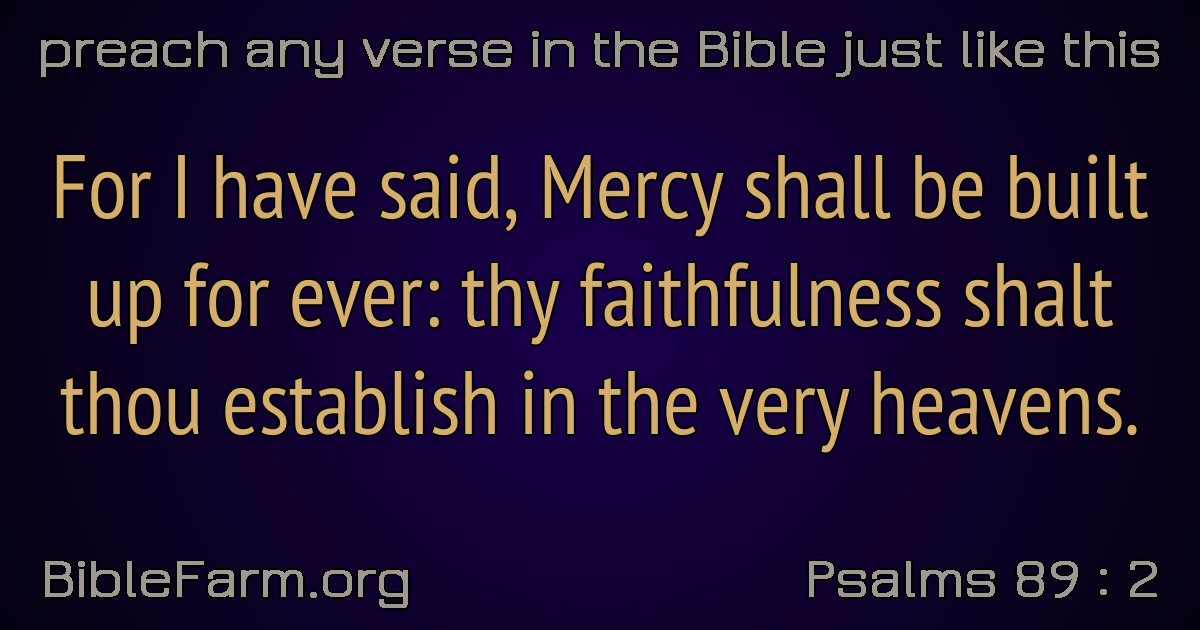 preach any verse in the Bible just like this
For I have said, Mercy shall be built
up for ever: thy faithfulness shalt
thou establish in the very heavens.
BibleFarm.org
Psalms 89 : 2